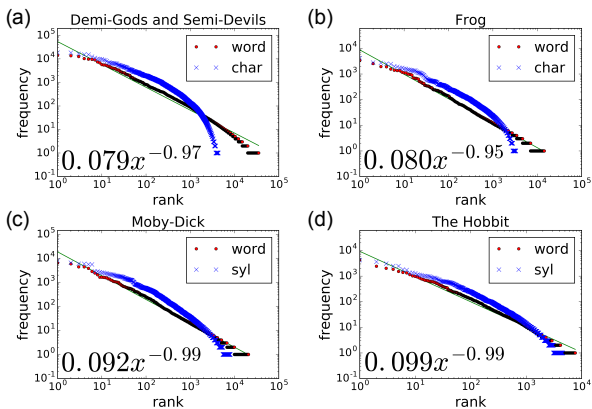 (a)
Demi-Gods and Semi-Devils
10^5
10^4
10^3
10^2
10^1
10^0
10^-1
frequency
word
char
0.079x^−0.97
10^0 10^1 10^2 10^3 10^4 10^5
rank
(b)
Frog
10^4
10^3
10^2
10^1
10^0
10^-1
frequency
word
char
0.080x^−0.95
10^0 10^1 10^2 10^3 10^4 10^5
rank
(c)
Moby-Dick
10^5
10^4
10^3
10^2
10^1
10^0
10^-1
frequency
word
syl
0.092x^−0.99
10^0 10^1 10^2 10^3 10^4 10^5
rank
(d)
The Hobbit
10^4
10^3
10^2
10^1
10^0
10^-1
frequency
word
syl
0.099x^−0.99
10^0 10^1 10^2 10^3 10^4
rank